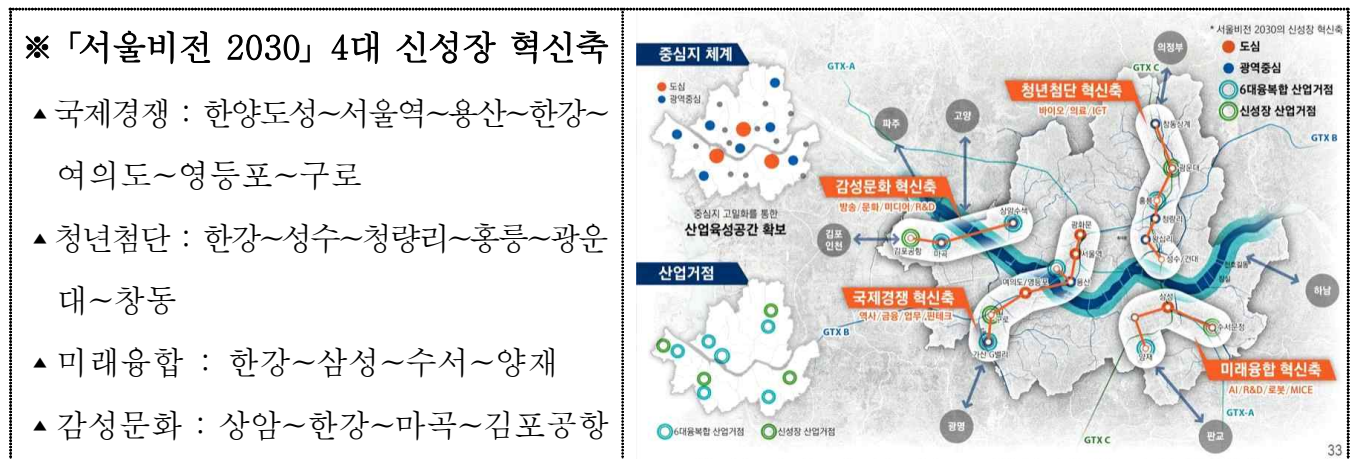 ※「서울비전 2030」 4대 신성장 혁신축
▲ 국제경쟁 : 한양도성~서울역~용산~한강~
여의도~영등포~구로
▲ 청년첨단 : 한강~성수~청량리~홍릉~광운
대~창동
▲ 미래융합 : 한강~삼성~수서~양재
▲ 감성문화 : 상암~한강~마곡~김포공항
* 서울비전 2030의 신성장 혁신축
중심지 체계
도심
광역중심
중심지 고밀화를 통한
산업육성공간 확보
산업거점
6대융복합 산업거점
신성장 산업거점
도심
광역중심
6대융복합 산업거점
신성장 산업거점
GTX-A
GTX C
의정부
GTX B
파주
고양
청년첨단 혁신축
바이오/의료/ICT
창동상계
광운대
홍릉
청량리
왕십리
성수/건대
감성문화 혁신축
방송/문화/미디어/R&D
상암수색
김포공항
마곡
김포
인천
광화문
서울역
용산
여의도/영등포
국제경쟁 혁신축
역사/금융/업무/핀테크
구로
가산G밸리
GTX B
광명
천호길동
잠실
하남
삼성
수서문정
양재
미래융합 혁신축
AI/R&D/로봇/MICE
GTX-A
판교
GTX C
33